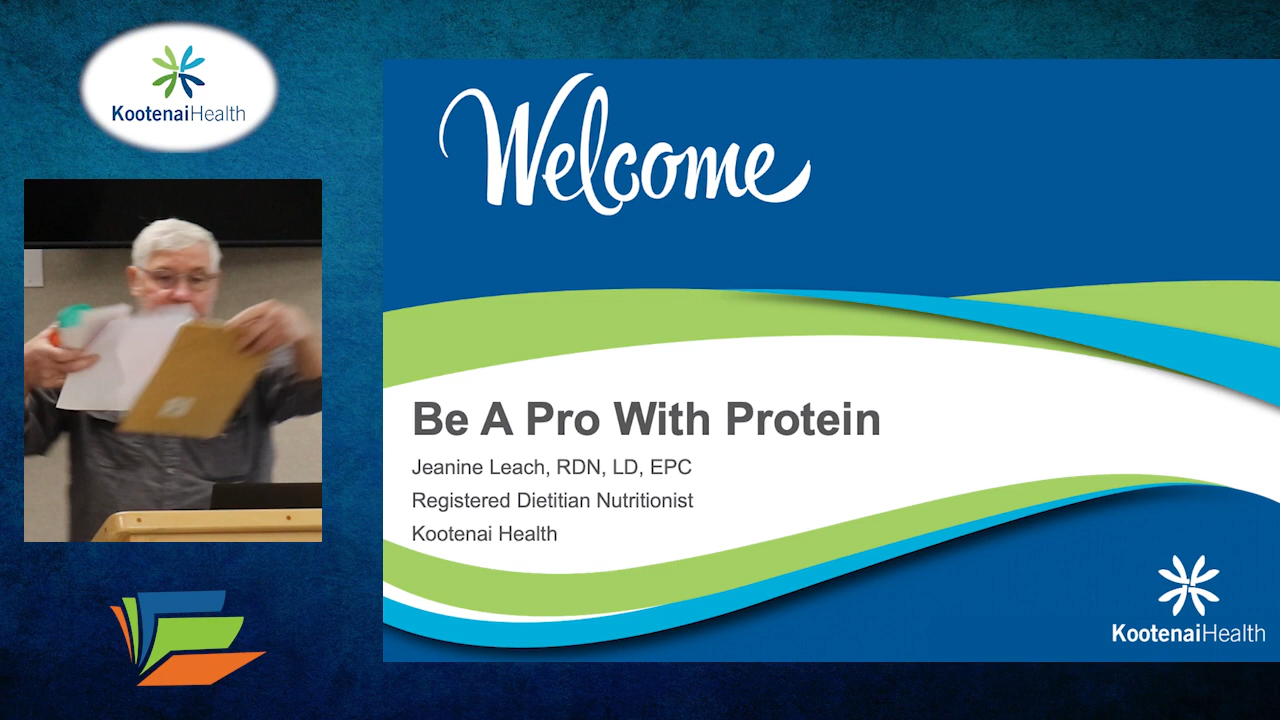 KootenaiHealth
Welcome
Be A Pro With Protein
Jeanine Leach, RDN, LD, EPC
Registered Dietitian Nutritionist
Kootenai Health
KootenaiHealth